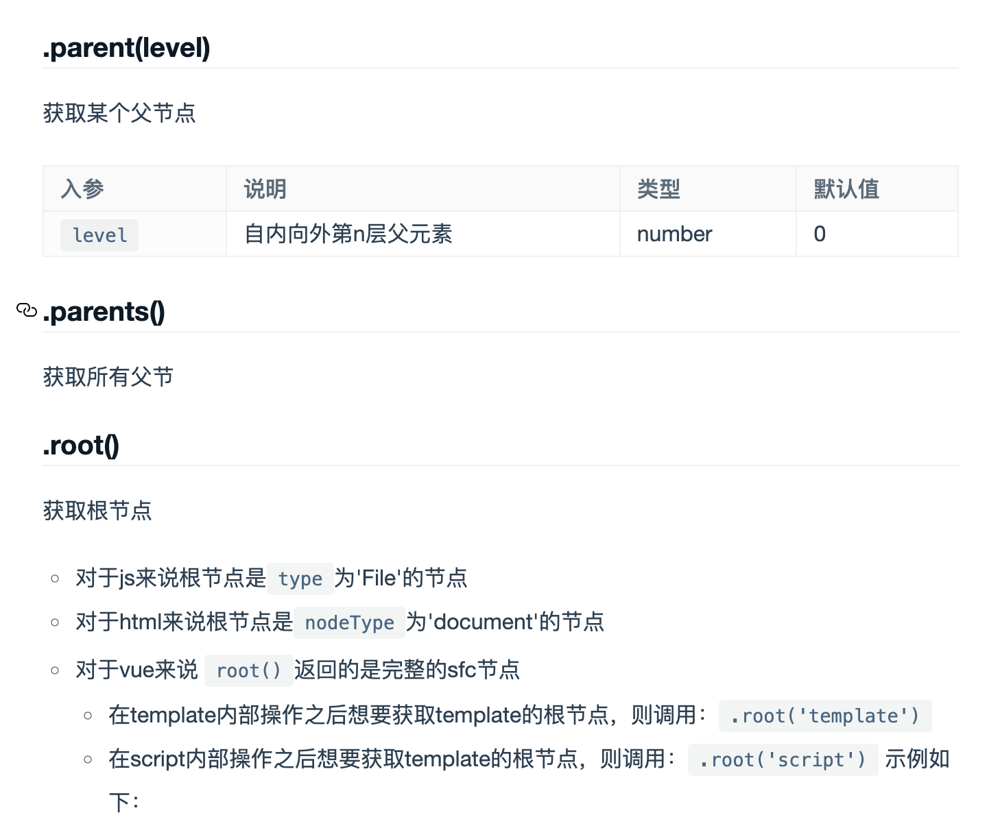 .parent(level)
获取某个父节点
入参 说明 类型 默认值
level 自内向外第n层父元素 number 0
.parents()
获取所有父节
.root()
获取根节点
对于js来说根节点是 type 为'File'的节点
对于html来说根节点是 nodeType 为'document'的节点
对于vue来说 root() 返回的是完整的sfc节点
在template内部操作之后想要获取template的根节点，则调用： .root('template')
在script内部操作之后想要获取template的根节点，则调用： .root('script') 示例如
下：